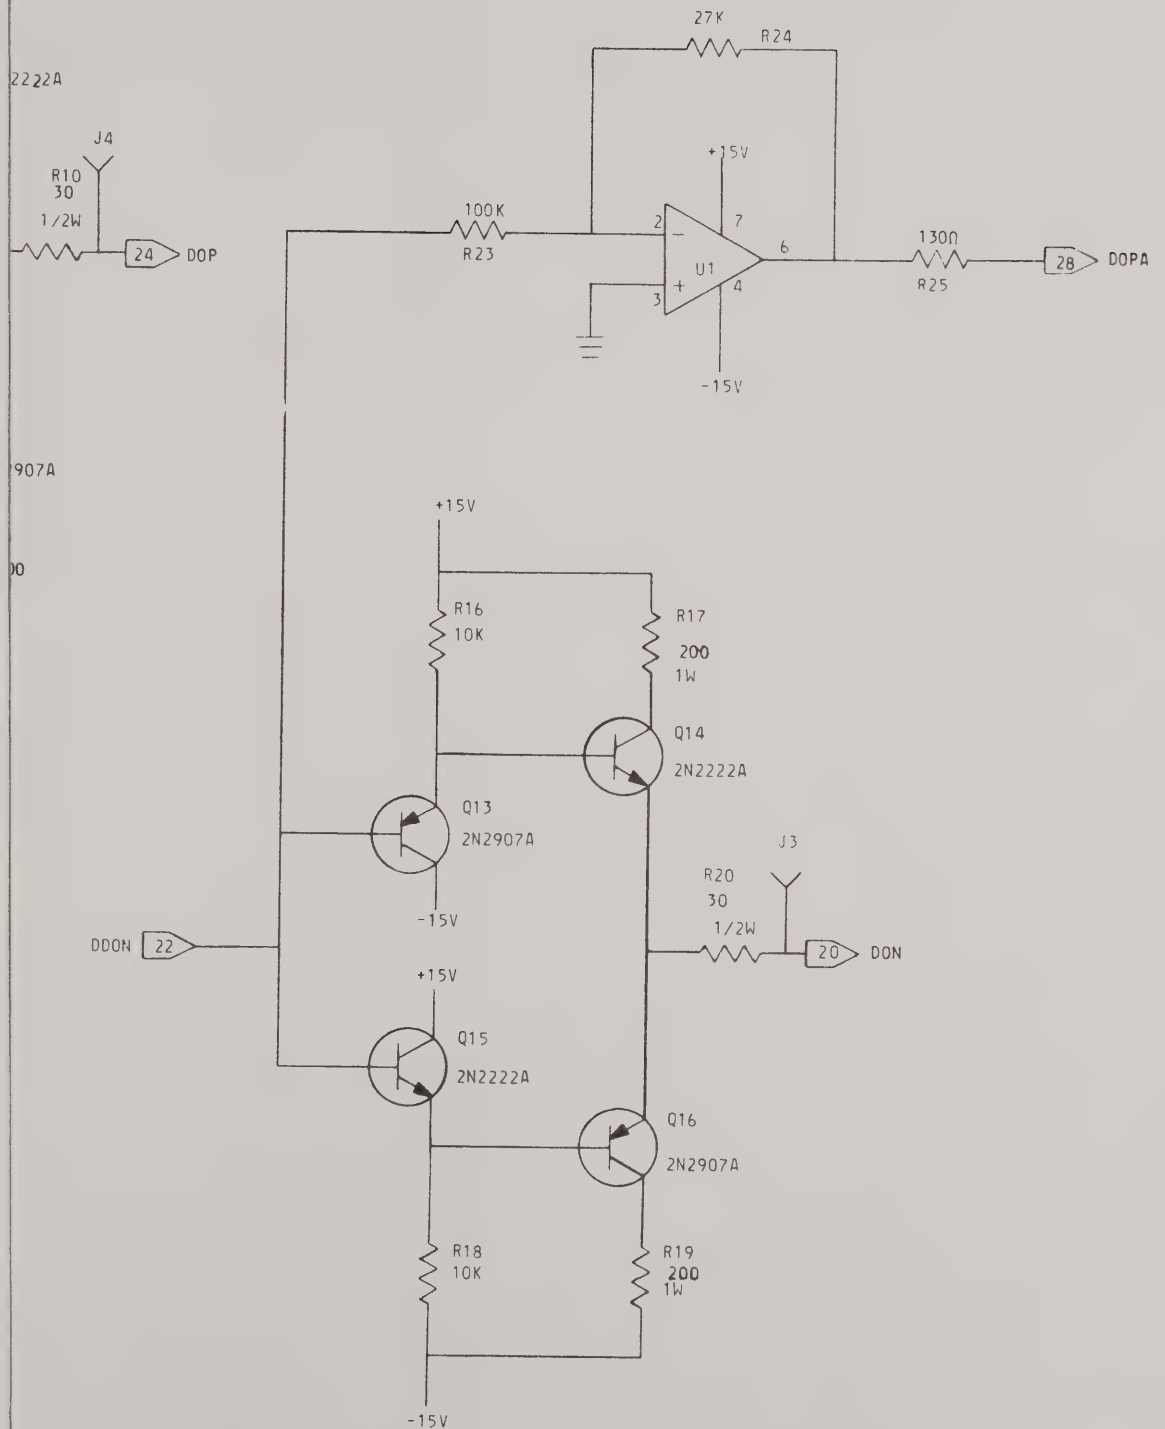 27K
R24
2222A
J4
R10
30
1/2W
24 DOP
+15V
100K
R23
2
-
7
U1
6
+
3
4
-15V
130Ω
R25
28 DOPA
907A
+15V
00
R16
10K
R17
200
1W
Q14
2N2222A
Q13
2N2907A
-15V
J3
R20
30
1/2W
DDON 22
20 DON
+15V
Q15
2N2222A
Q16
2N2907A
R18
10K
R19
200
1W
-15V